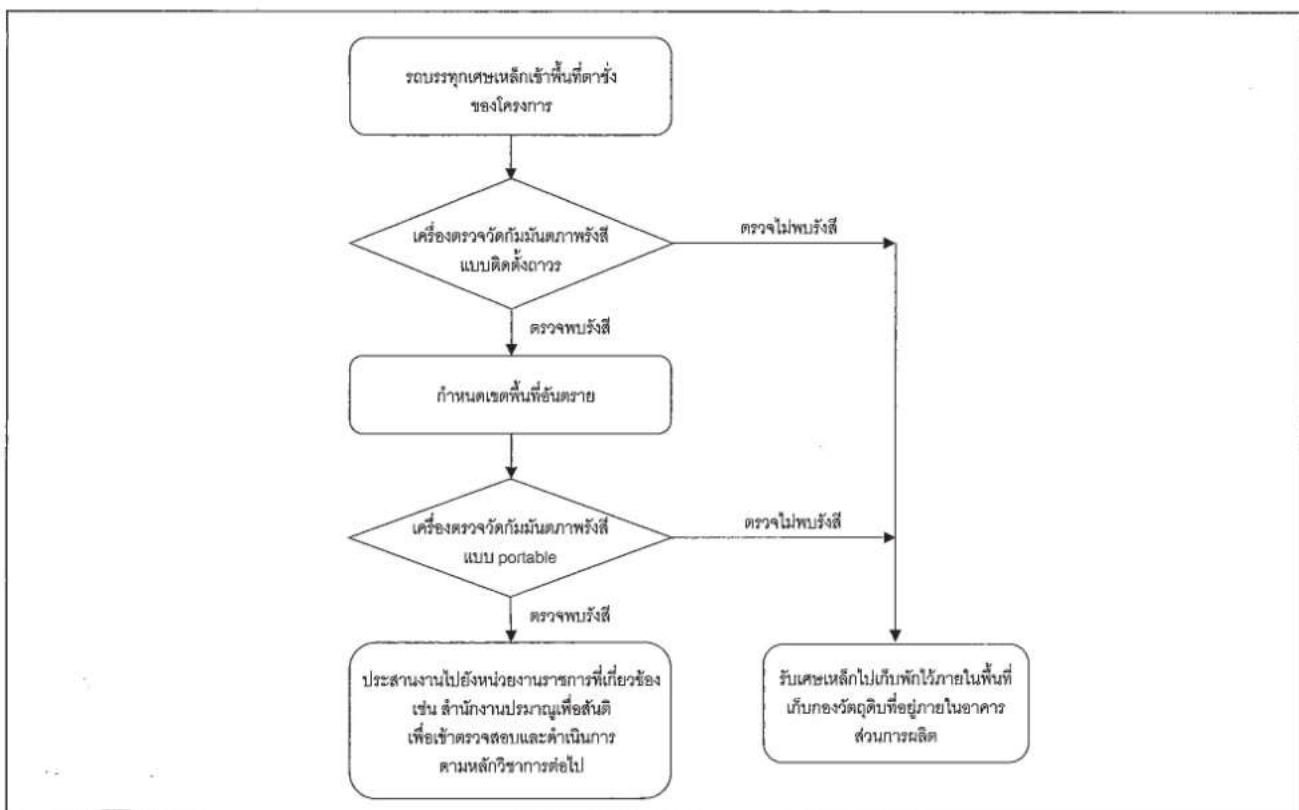 รถบรรทุกเศษเหล็กเข้าพื้นที่ตาชั่ง
ของโครงการ
เครื่องตรวจวัดกัมมันตภาพรังสี
แบบติดตั้งถาวร
ตรวจไม่พบรังสี
ตรวจพบรังสี
กำหนดเขตพื้นที่อันตราย
เครื่องตรวจวัดกัมมันตภาพรังสี
แบบ portable
ตรวจไม่พบรังสี
ตรวจพบรังสี
ประสานงานไปยังหน่วยงานราชการที่เกี่ยวข้อง
เช่น สำนักงานปรมาณูเพื่อสันติ
เพื่อเข้าตรวจสอบและดำเนินการ
ตามหลักวิชาการต่อไป
รับเศษเหล็กไปเก็บพักไว้ภายในพื้นที่
เก็บกองวัตถุดิบที่อยู่ภายในอาคาร
ส่วนการผลิต